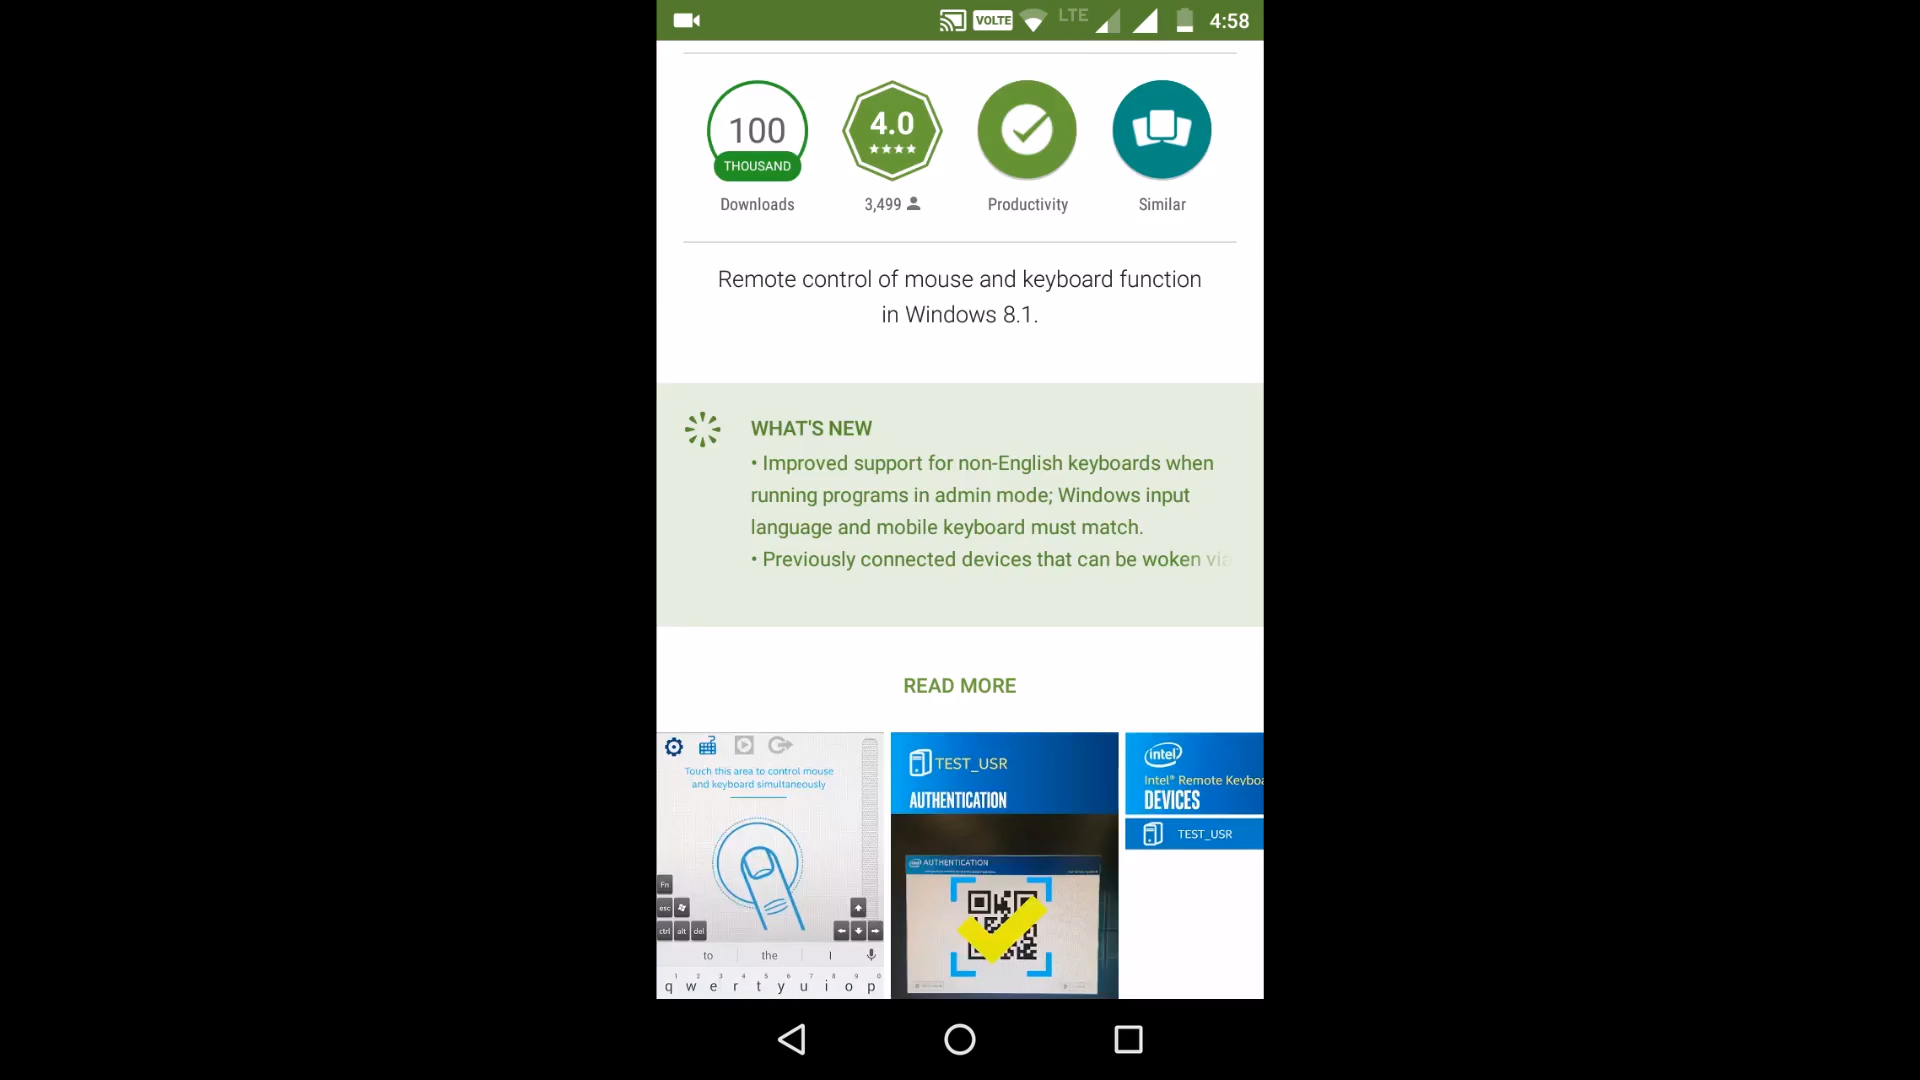 VOLTE LTE 4:58
100
THOUSAND
4.0
Downloads
3,499
Productivity
Similar
Remote control of mouse and keyboard function
in Windows 8.1.
WHAT'S NEW
• Improved support for non-English keyboards when
running programs in admin mode; Windows input
language and mobile keyboard must match.
• Previously connected devices that can be woken via
READ MORE
Touch this area to control mouse
and keyboard simultaneously
Fn
esc
ctrl alt del
to the I
1 2 3 4 5 6 7 8 9 0
q w e r t y u i o p
TEST_USR
AUTHENTICATION
AUTHENTICATION
intel
Intel® Remote Keyboa
DEVICES
TEST_USR